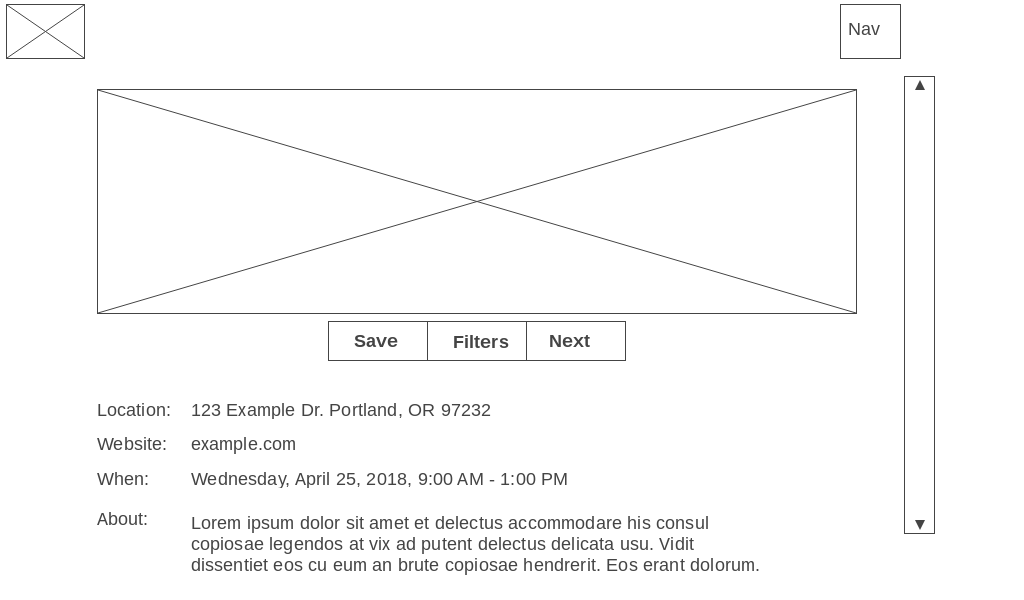 Nav
Save Filters Next
Location: 123 Example Dr. Portland, OR 97232
Website: example.com
When: Wednesday, April 25, 2018, 9:00 AM - 1:00 PM
About: Lorem ipsum dolor sit amet et delectus accommodare his consul
copiosae legendos at vix ad putent delectus delicata usu. Vidit
dissentiet eos cu eum an brute copiosae hendrerit. Eos erant dolorum.